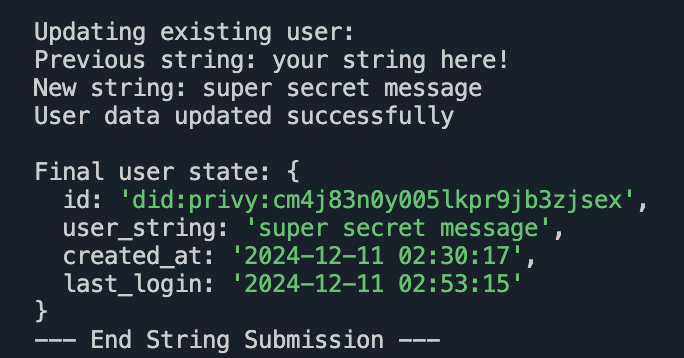 Updating existing user:
Previous string: your string here!
New string: super secret message
User data updated successfully
Final user state: {
id: 'did:privy:cm4j83n0y005lkpr9jb3zjsex',
user_string: 'super secret message',
created_at: '2024-12-11 02:30:17',
last_login: '2024-12-11 02:53:15'
}
--- End String Submission ---